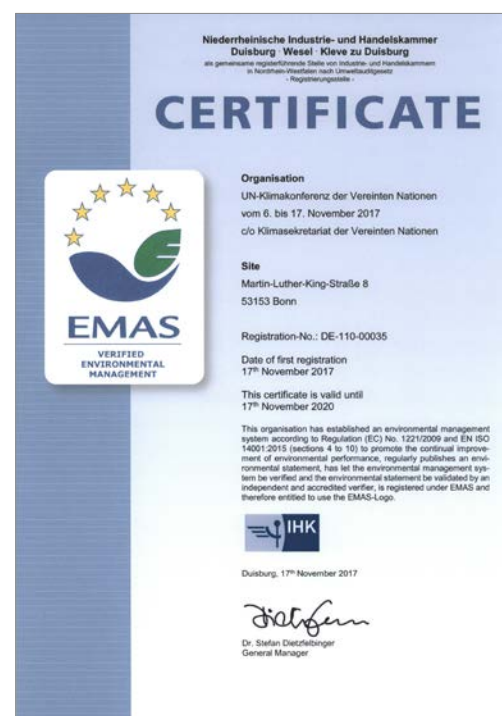 Niederrheinische Industrie- und Handelskammer
Duisburg · Wesel · Kleve zu Duisburg
als gemeinsame registerführende Stelle von Industrie- und Handelskammern
in Nordrhein-Westfalen nach Umweltauditgesetz
- Registrierungsstelle -
CERTIFICATE
Organisation
UN-Klimakonferenz der Vereinten Nationen
vom 6. bis 17. November 2017
c/o Klimasekretariat der Vereinten Nationen
Site
Martin-Luther-King-Straße 8
53153 Bonn
EMAS
VERIFIED
ENVIRONMENTAL
MANAGEMENT
Registration-No.: DE-110-00035
Date of first registration
17th November 2017
This certificate is valid until
17th November 2020
This organisation has established an environmental management
system according to Regulation (EC) No. 1221/2009 and EN ISO
14001:2015 (sections 4 to 10) to promote the continual improve-
ment of environmental performance, regularly publishes an envi-
ronmental statement, has let the environmental management sys-
tem be verified and the environmental statement be validated by an
independent and accredited verifier, is registered under EMAS and
therefore entitled to use the EMAS-Logo.
IHK
Duisburg, 17th November 2017
Dr. Stefan Dietzfelbinger
General Manager